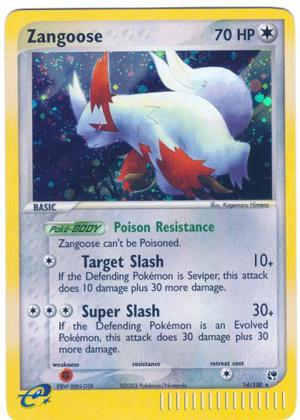 Zangoose 70 HP
Illus. Kagemaru Himeno
BASIC
Poké-BODY Poison Resistance
Zangoose can't be Poisoned.
Target Slash 10+
If the Defending Pokémon is Seviper, this attack
does 10 damage plus 30 more damage.
Super Slash 30+
If the Defending Pokémon is an Evolved
Pokémon, this attack does 30 damage plus
30 more damage.
weakness resistance retreat cost
©2003 Pokémon/Nintendo 14/100
e